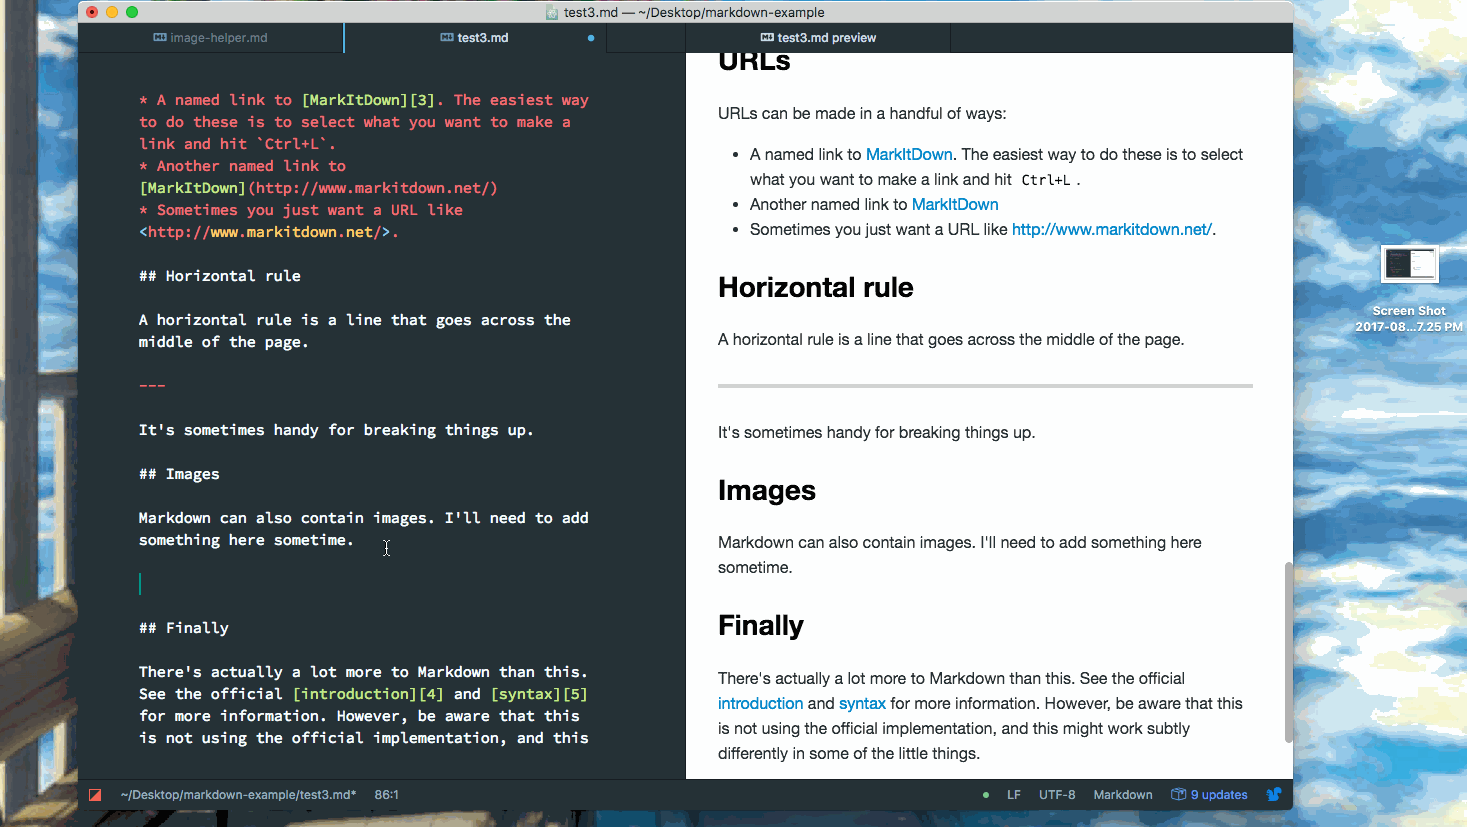 test3.md — ~/Desktop/markdown-example
image-helper.md
test3.md
test3.md preview
* A named link to [MarkItDown][3]. The easiest way
to do these is to select what you want to make a
link and hit `Ctrl+L`.
* Another named link to
[MarkItDown](http://www.markitdown.net/)
* Sometimes you just want a URL like
<http://www.markitdown.net/>.
## Horizontal rule
A horizontal rule is a line that goes across the
middle of the page.
---
It's sometimes handy for breaking things up.
## Images
Markdown can also contain images. I'll need to add
something here sometime.
## Finally
There's actually a lot more to Markdown than this.
See the official [introduction][4] and [syntax][5]
for more information. However, be aware that this
is not using the official implementation, and this
URLs
URLs can be made in a handful of ways:
• A named link to MarkItDown. The easiest way to do these is to select
what you want to make a link and hit Ctrl+L .
• Another named link to MarkItDown
• Sometimes you just want a URL like http://www.markitdown.net/.
Horizontal rule
A horizontal rule is a line that goes across the middle of the page.
It's sometimes handy for breaking things up.
Images
Markdown can also contain images. I'll need to add something here
sometime.
Finally
There's actually a lot more to Markdown than this. See the official
introduction and syntax for more information. However, be aware that this
is not using the official implementation, and this might work subtly
differently in some of the little things.
~/Desktop/markdown-example/test3.md* 86:1
LF UTF-8 Markdown 9 updates
Screen Shot
2017-08...7.25 PM